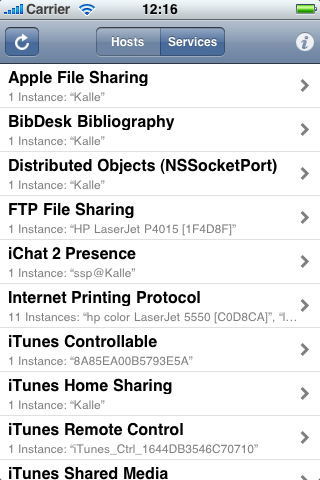 Carrier 12:16
Hosts Services
Apple File Sharing
1 Instance: “Kalle”
BibDesk Bibliography
1 Instance: “Kalle”
Distributed Objects (NSSocketPort)
1 Instance: “Kalle”
FTP File Sharing
1 Instance: “HP LaserJet P4015 [1F4D8F]”
iChat 2 Presence
1 Instance: “ssp@Kalle”
Internet Printing Protocol
11 Instances: “hp color LaserJet 5550 [C0D8CA]”, “l…
iTunes Controllable
1 Instance: “8A85EA00B5793E5A”
iTunes Home Sharing
1 Instance: “Kalle”
iTunes Remote Control
1 Instance: “iTunes_Ctrl_1644DB3546C70710”
iTunes Shared Media